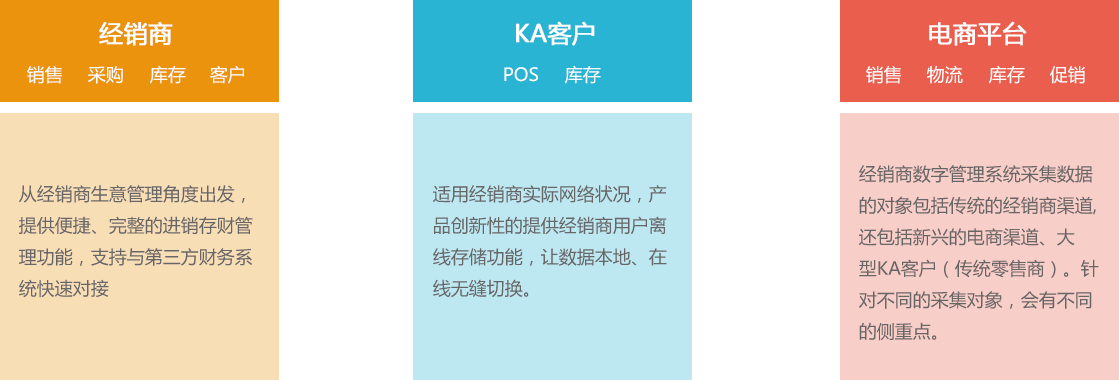 经销商
销售 采购 库存 客户
从经销商生意管理角度出发，
提供便捷、完整的进销存财管
理功能，支持与第三方财务系
统快速对接
KA客户
POS 库存
适用经销商实际网络状况，产
品创新性的提供经销商用户离
线存储功能，让数据本地、在
线无缝切换。
电商平台
销售 物流 库存 促销
经销商数字管理系统采集数据
的对象包括传统的经销商渠道,
还包括新兴的电商渠道、大
型KA客户（传统零售商）。针
对不同的采集对象，会有不同
的侧重点。